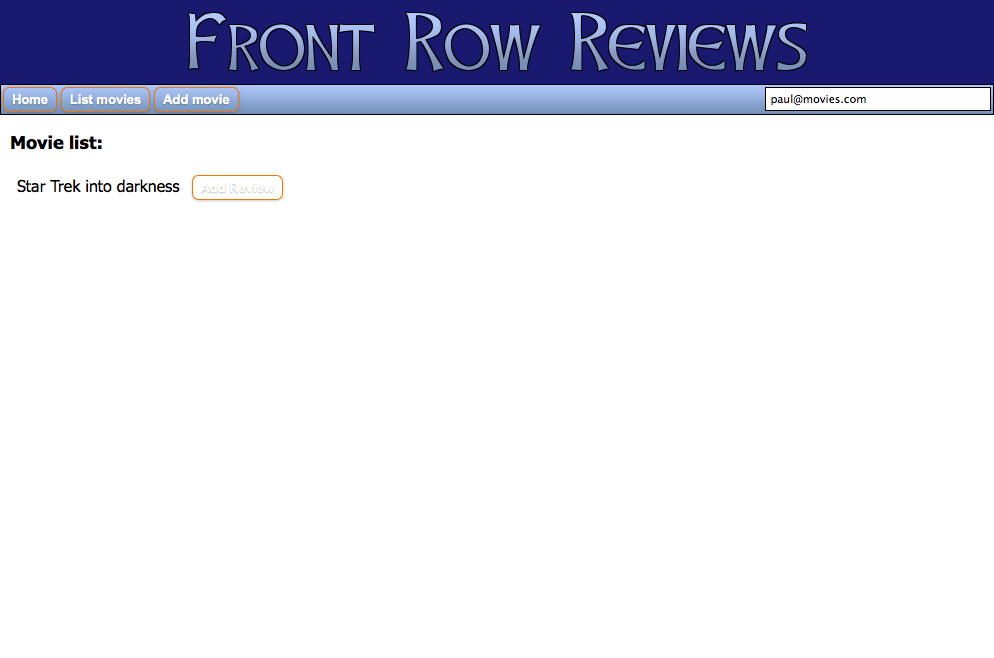 Front Row Reviews
Home List movies Add movie paul@movies.com
Movie list:
Star Trek into darkness Add Review